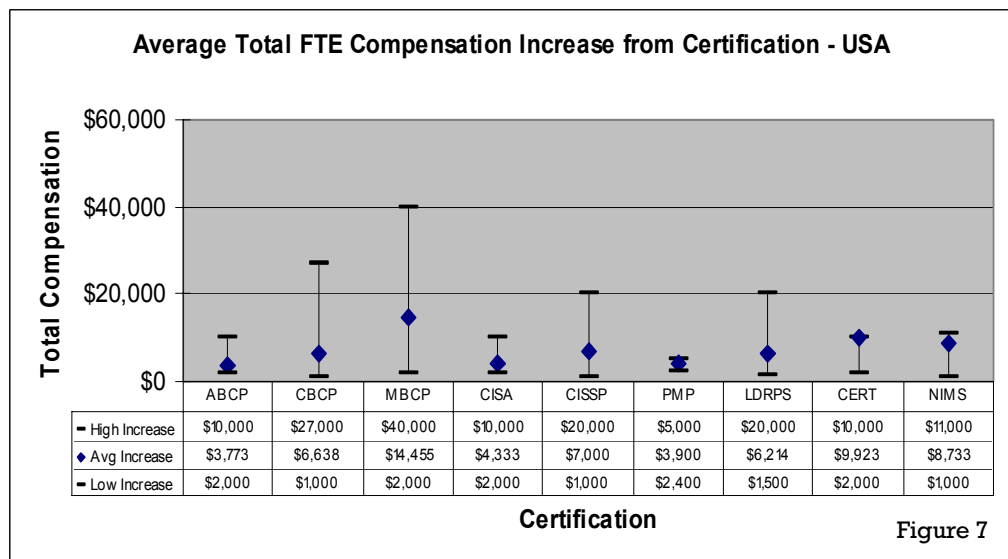 Average Total FTE Compensation Increase from Certification - USA
Total Compensation
$60,000
$40,000
$20,000
$0
ABCP CBCP MBCP CISA CISSP PMP LDRPS CERT NIMS
High Increase $10,000 $27,000 $40,000 $10,000 $20,000 $5,000 $20,000 $10,000 $11,000
Avg Increase $3,773 $6,638 $14,455 $4,333 $7,000 $3,900 $6,214 $9,923 $8,733
Low Increase $2,000 $1,000 $2,000 $2,000 $1,000 $2,400 $1,500 $2,000 $1,000
Certification
Figure 7